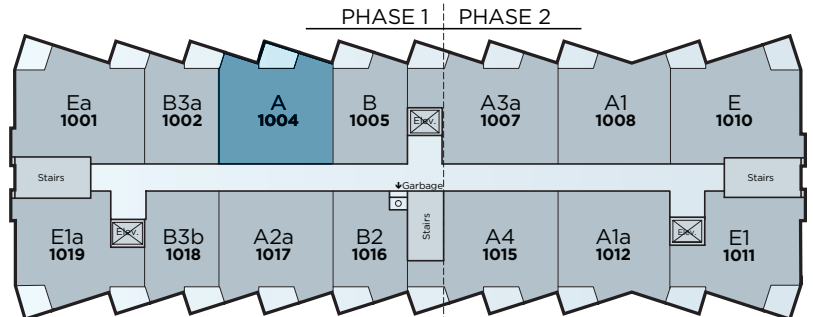 PHASE 1 PHASE 2
Ea B3a A B A3a A1 E
1001 1002 1004 1005 1007 1008 1010
Elev.
Stairs Stairs
Garbage
E1a B3b A2a B2 A4 A1a E1
1019 1018 1017 1016 1015 1012 1011
Elev. Stairs Elev.